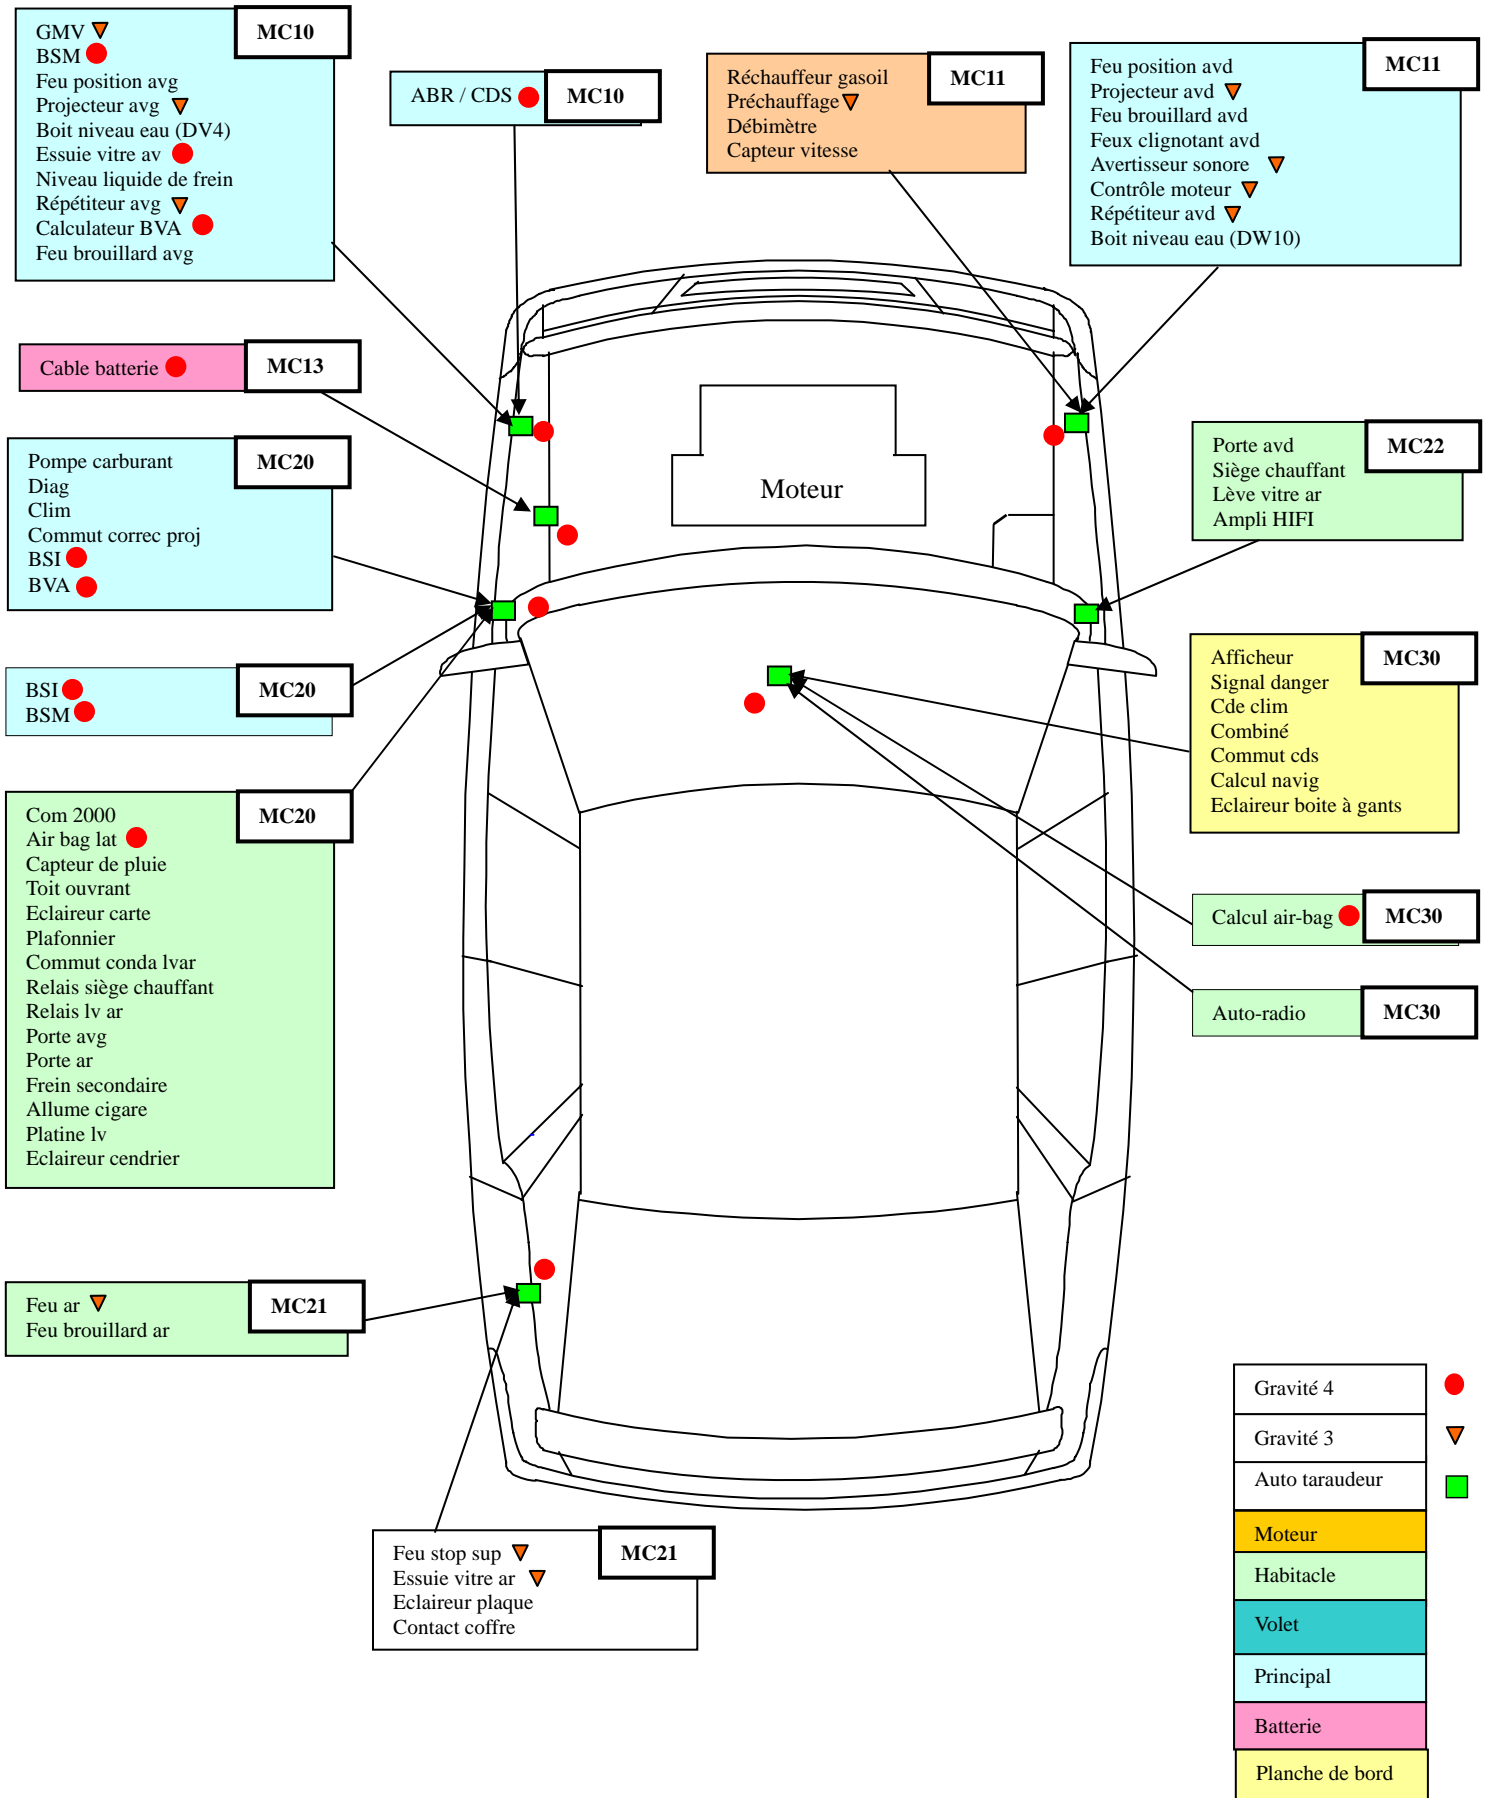 GMV
BSM
Feu position avg
Projecteur avg
Boit niveau eau (DV4)
Essuie vitre av
Niveau liquide de frein
Répétiteur avg
Calculateur BVA
Feu brouillard avg
MC10
ABR / CDS
MC10
Réchauffeur gasoil
Préchauffage
Débimètre
Capteur vitesse
MC11
Feu position avd
Projecteur avd
Feu brouillard avd
Feux clignotant avd
Avertisseur sonore
Contrôle moteur
Répétiteur avd
Boit niveau eau (DW10)
MC11
Cable batterie
MC13
Pompe carburant
Diag
Clim
Commut correc proj
BSI
BVA
MC20
Moteur
Porte avd
Siège chauffant
Lève vitre ar
Ampli HIFI
MC22
BSI
BSM
MC20
Afficheur
Signal danger
Cde clim
Combiné
Commut cds
Calcul navig
Eclaireur boite à gants
MC30
Com 2000
Air bag lat
Capteur de pluie
Toit ouvrant
Eclaireur carte
Plafonnier
Commut conda lvar
Relais siège chauffant
Relais lv ar
Porte avg
Porte ar
Frein secondaire
Allume cigare
Platine lv
Eclaireur cendrier
MC20
Calcul air-bag
MC30
Auto-radio
MC30
Feu ar
Feu brouillard ar
MC21
Feu stop sup
Essuie vitre ar
Eclaireur plaque
Contact coffre
MC21
Gravité 4
Gravité 3
Auto taraudeur
Moteur
Habitacle
Volet
Principal
Batterie
Planche de bord